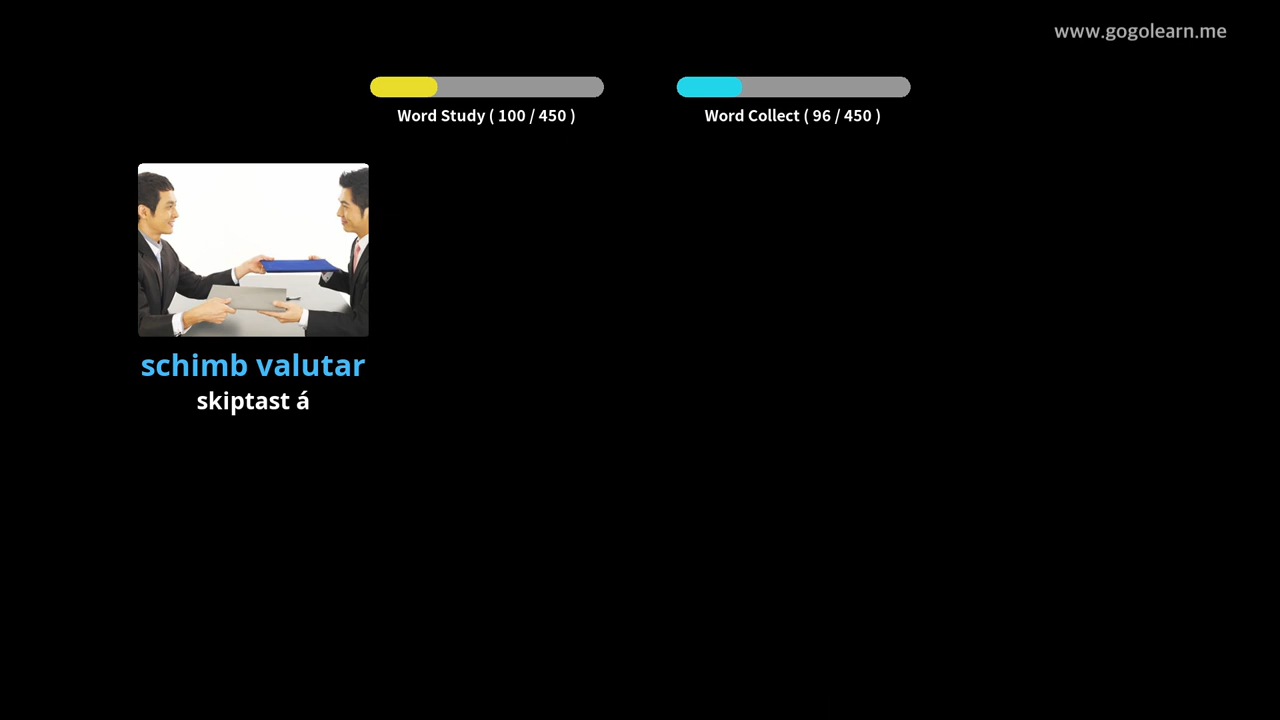 www.gogolearn.me
Word Study ( 100 / 450 )
Word Collect ( 96 / 450 )
schimb valutar
skiptast á